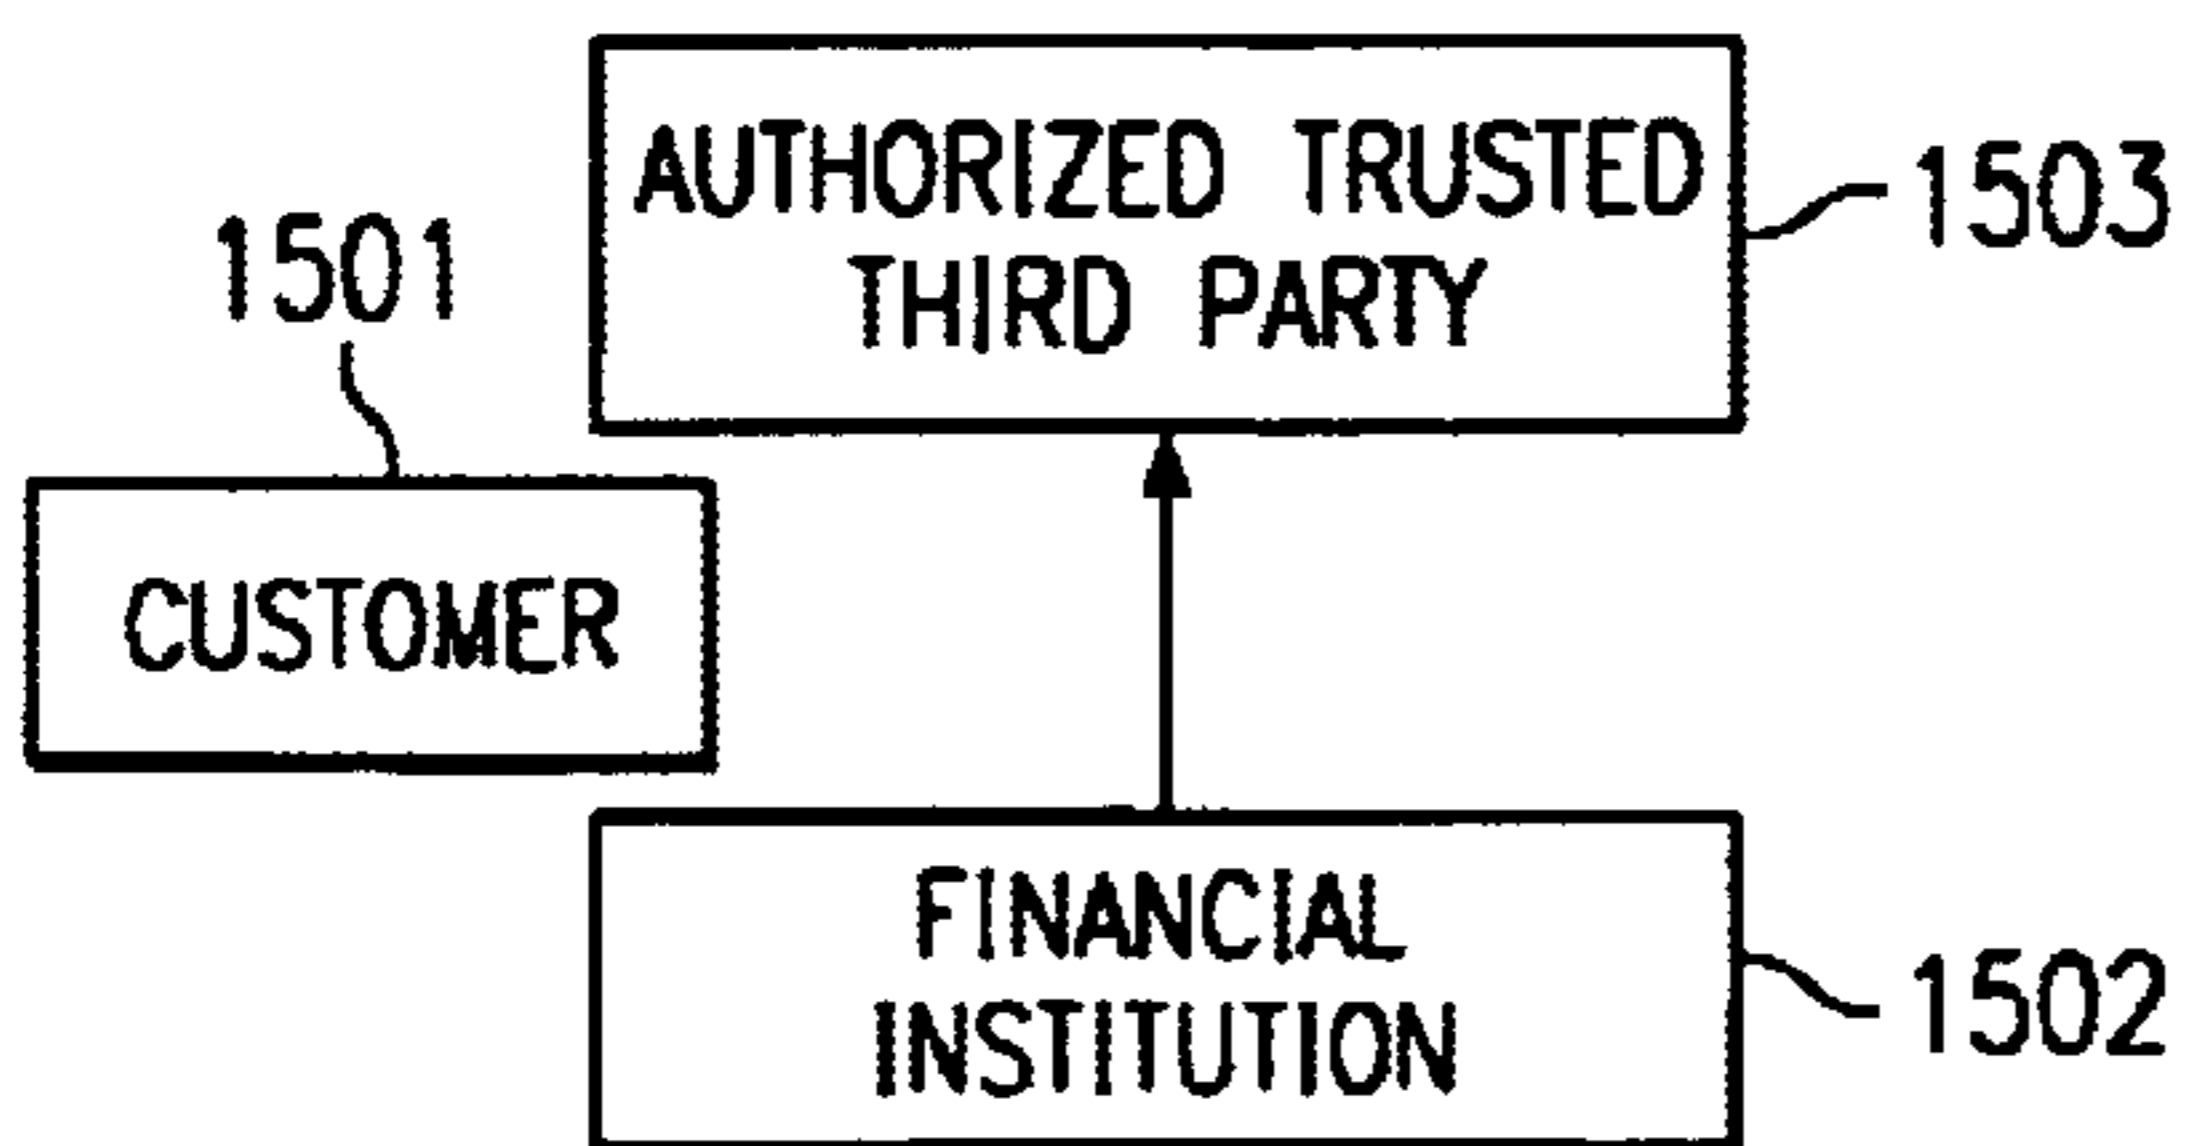 AUTHORIZED TRUSTED
THIRD PARTY
1503
1501
CUSTOMER
FINANCIAL
INSTITUTION
1502